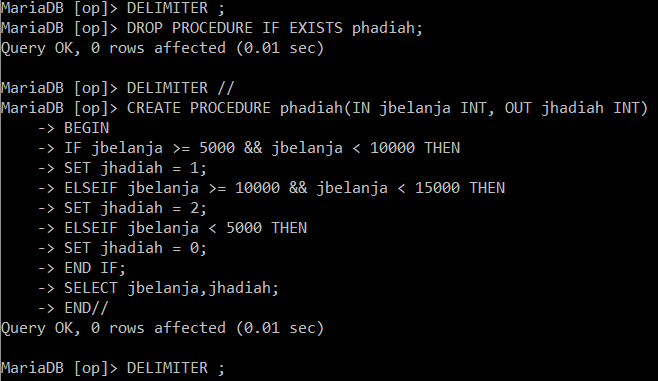 MariaDB [op]> DELIMITER ;
MariaDB [op]> DROP PROCEDURE IF EXISTS phadiah;
Query OK, 0 rows affected (0.01 sec)

MariaDB [op]> DELIMITER //
MariaDB [op]> CREATE PROCEDURE phadiah(IN jbelanja INT, OUT jhadiah INT)
    -> BEGIN
    -> IF jbelanja >= 5000 && jbelanja < 10000 THEN
    -> SET jhadiah = 1;
    -> ELSEIF jbelanja >= 10000 && jbelanja < 15000 THEN
    -> SET jhadiah = 2;
    -> ELSEIF jbelanja < 5000 THEN
    -> SET jhadiah = 0;
    -> END IF;
    -> SELECT jbelanja,jhadiah;
    -> END//
Query OK, 0 rows affected (0.01 sec)

MariaDB [op]> DELIMITER ;